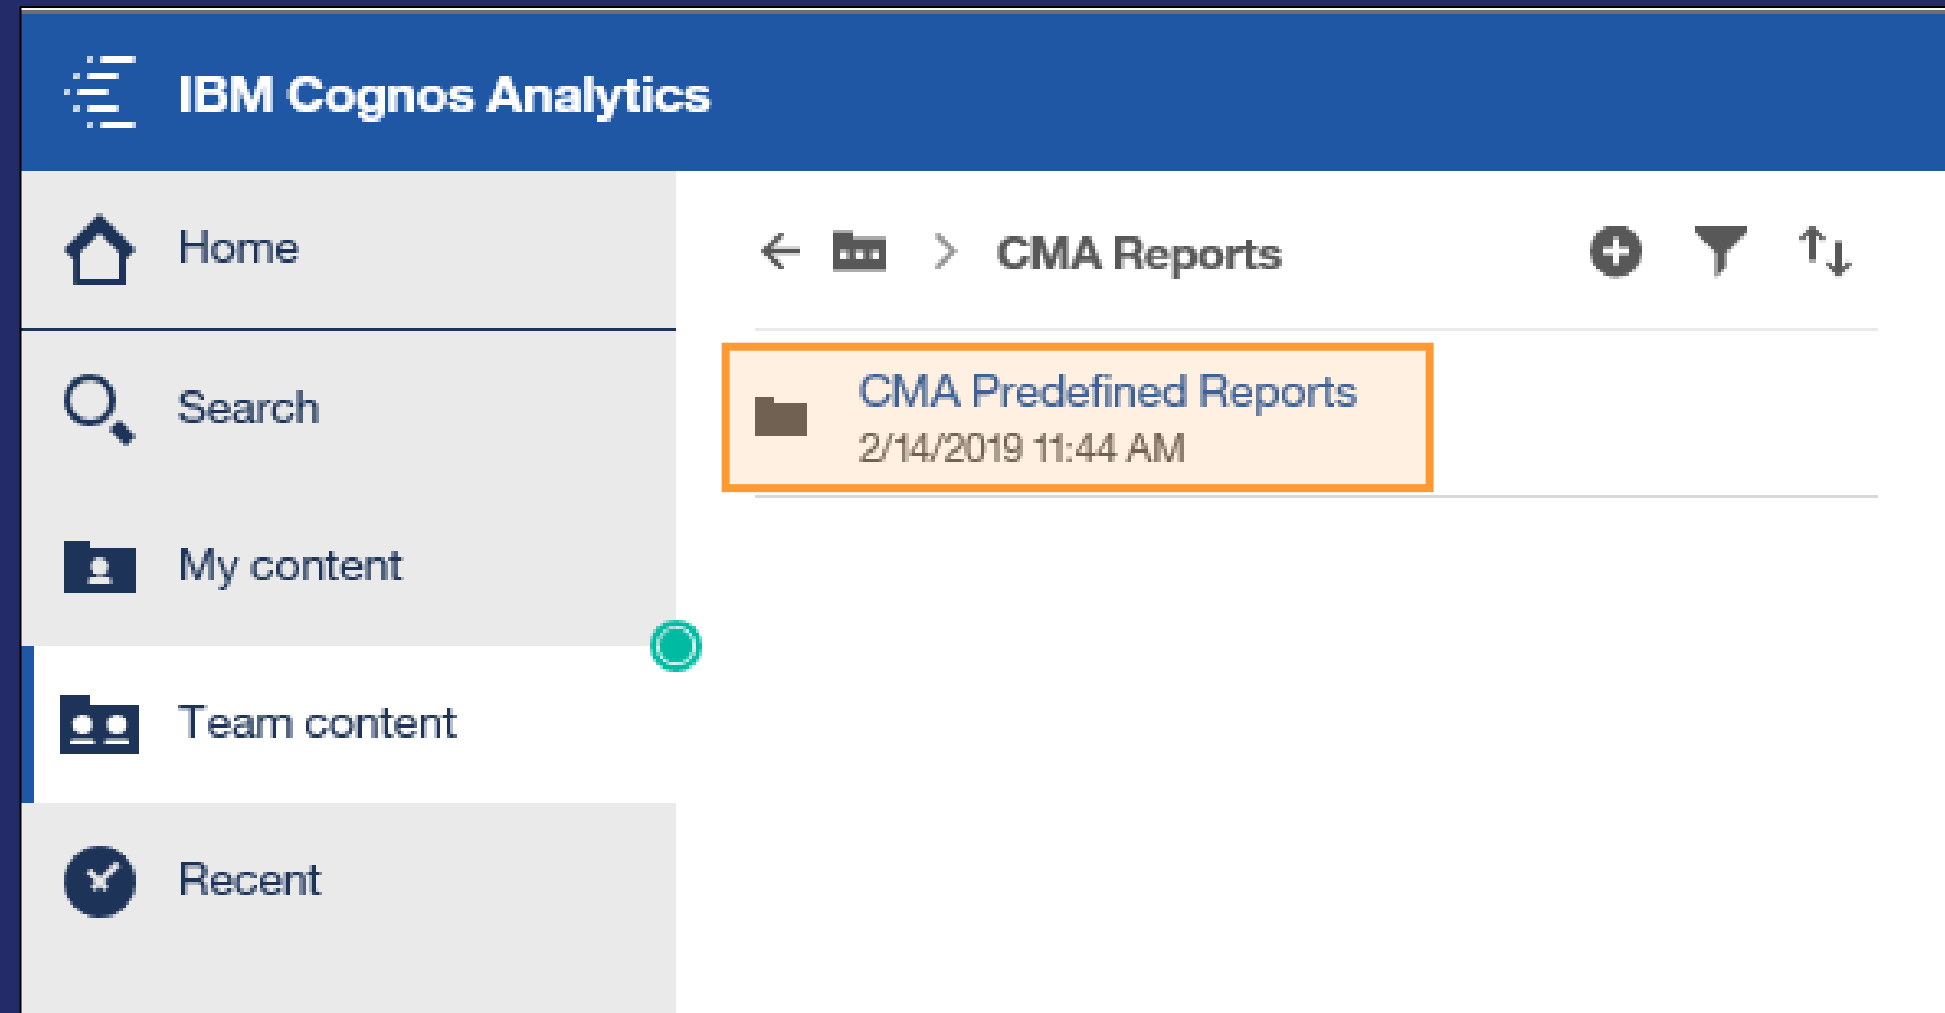 IBM Cognos Analytics
Home
Search
My content
Team content
Recent
CMA Reports
CMA Predefined Reports
2/14/2019 11:44 AM